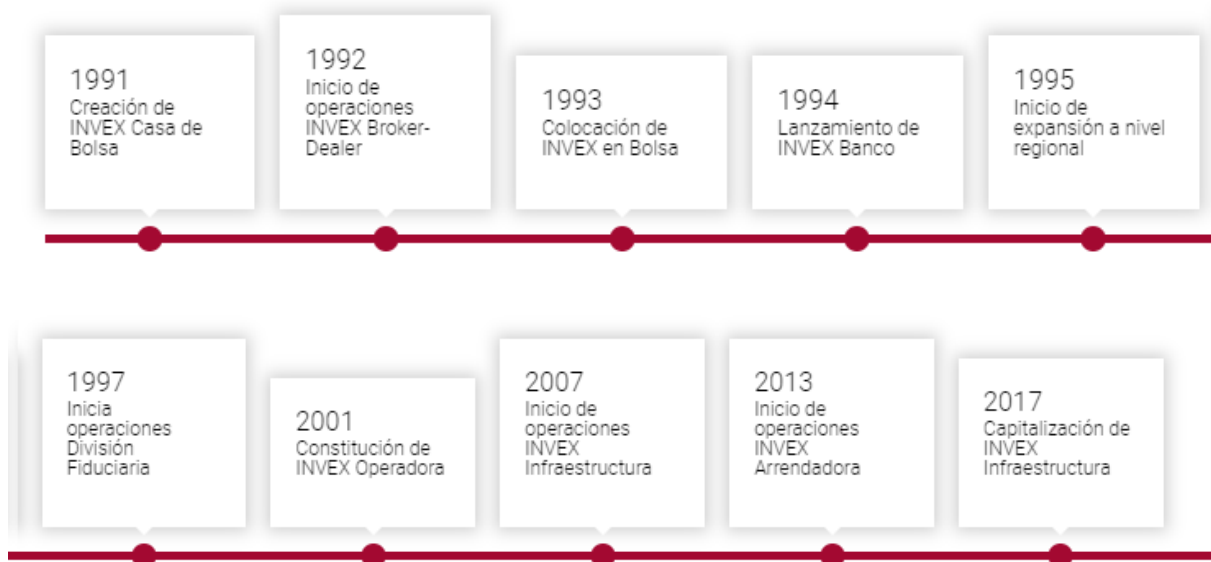 1991
Creación de
INVEX Casa de
Bolsa
1992
Inicio de
operaciones
INVEX Broker-
Dealer
1993
Colocación de
INVEX en Bolsa
1994
Lanzamiento de
INVEX Banco
1995
Inicio de
expansión a nivel
regional
1997
Inicia
operaciones
División
Fiduciaria
2001
Constitución de
INVEX Operadora
2007
Inicio de
operaciones
INVEX
Infraestructura
2013
Inicio de
operaciones
INVEX
Arrendadora
2017
Capitalización de
INVEX
Infraestructura